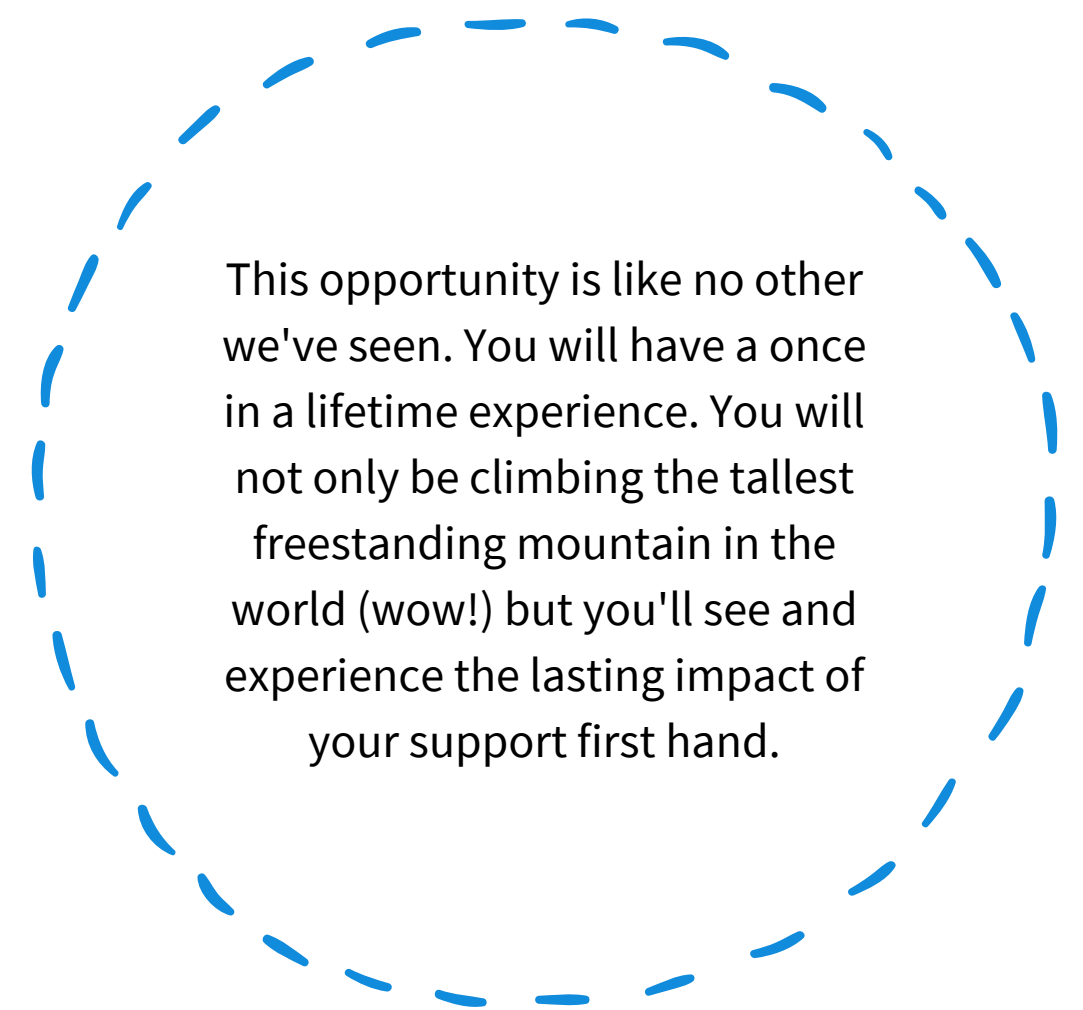 This opportunity is like no other
we've seen. You will have a once
in a lifetime experience. You will
not only be climbing the tallest
freestanding mountain in the
world (wow!) but you'll see and
experience the lasting impact of
your support first hand.